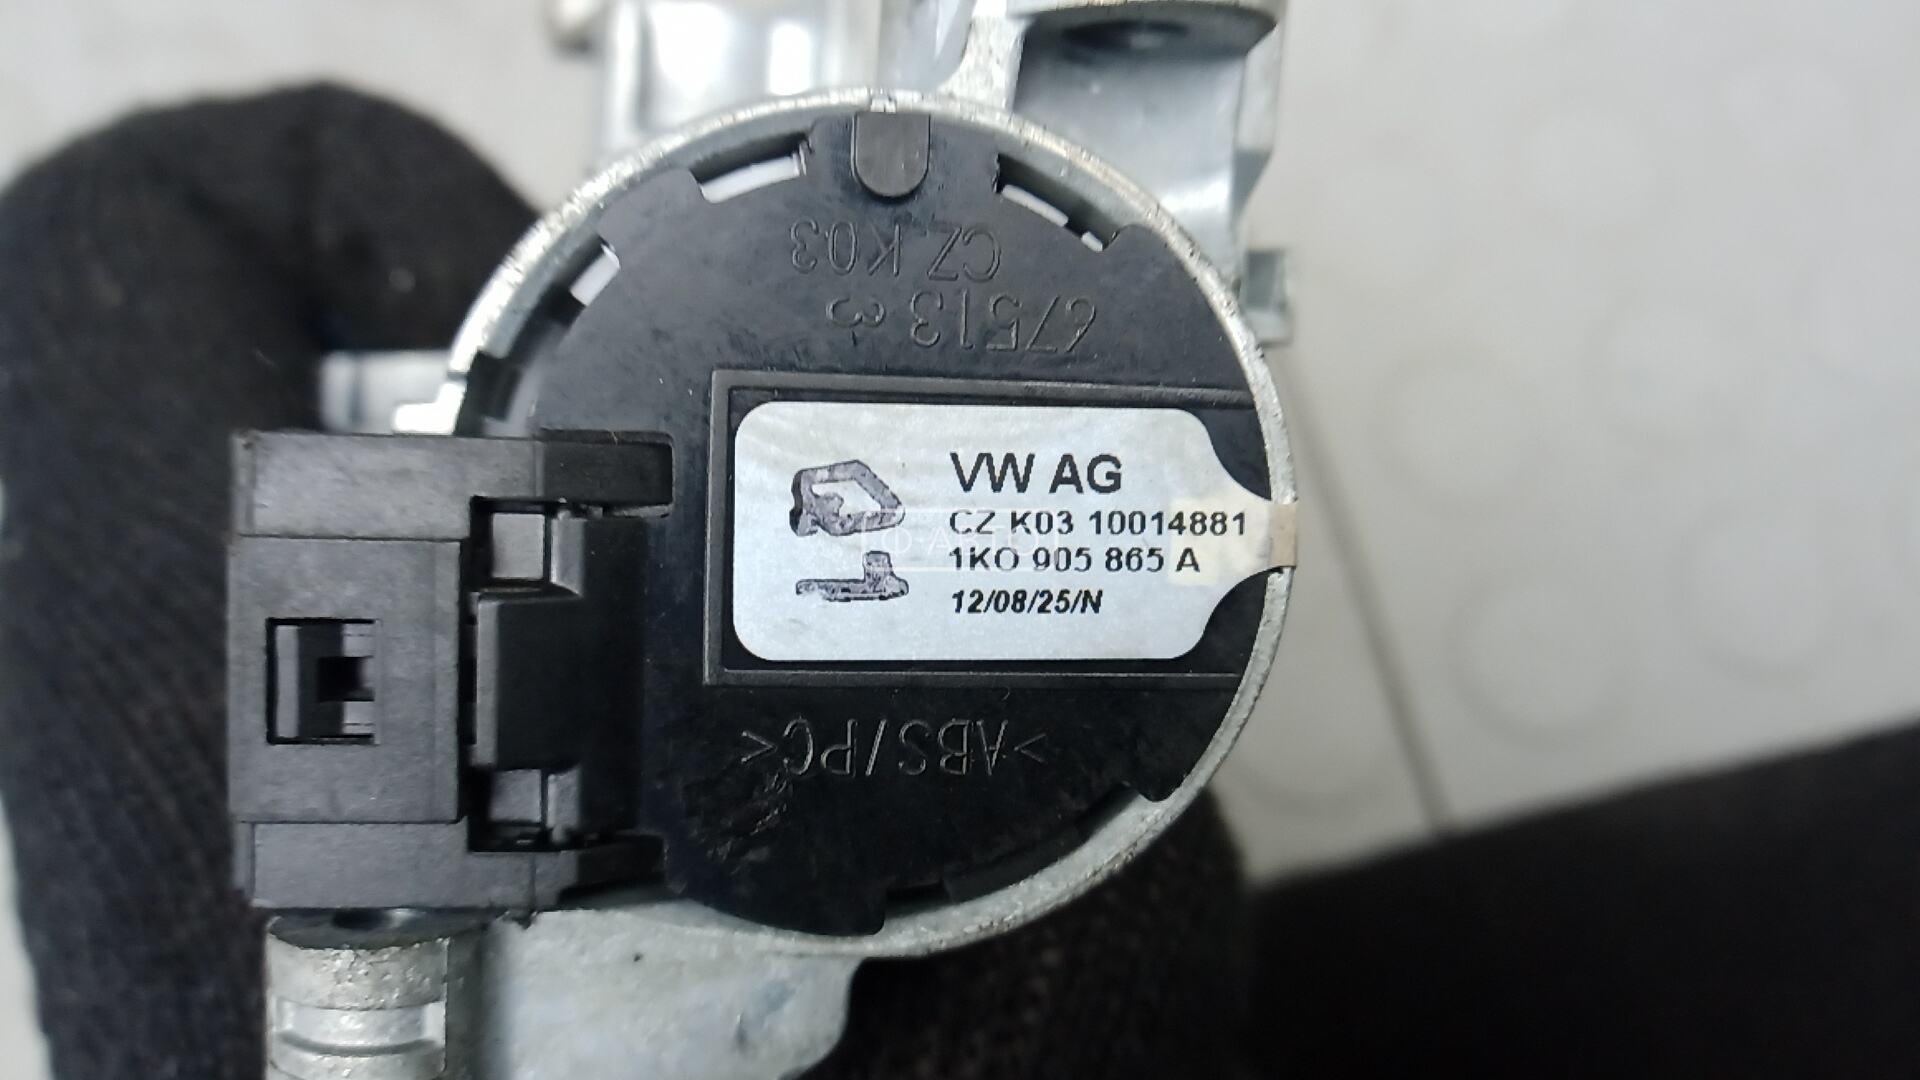 CZ K03
67513
VW AG
CZ K03 10014881
1KO 905 865 A
12/08/25/N
>ABS/PC<